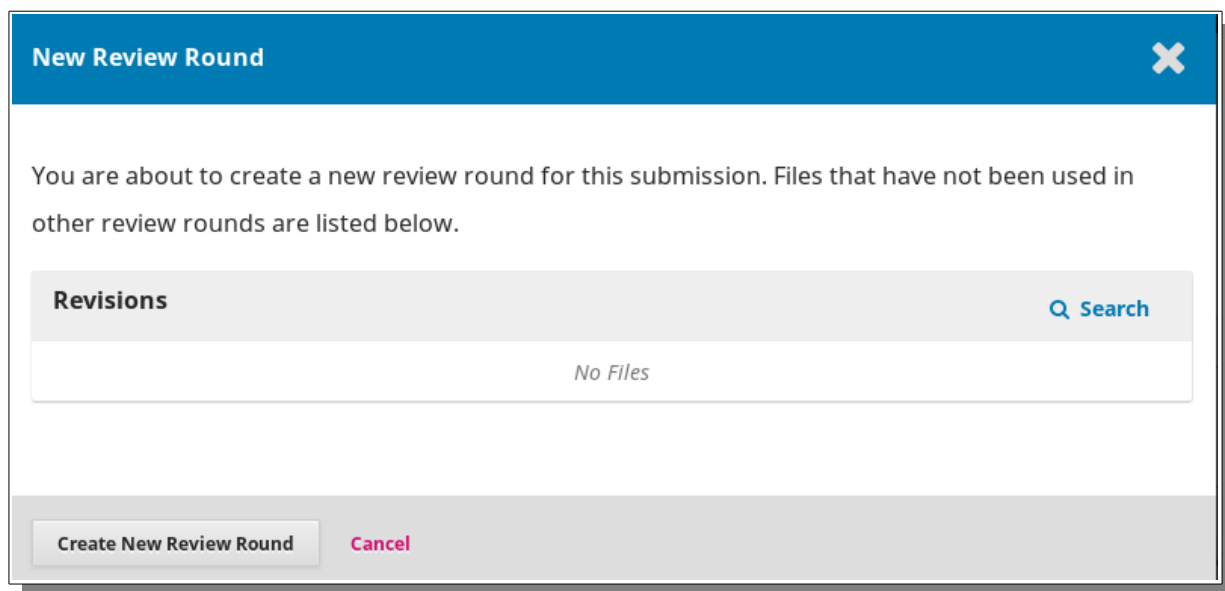 New Review Round
You are about to create a new review round for this submission. Files that have not been used in
other review rounds are listed below.
Revisions
Search
No Files
Create New Review Round
Cancel